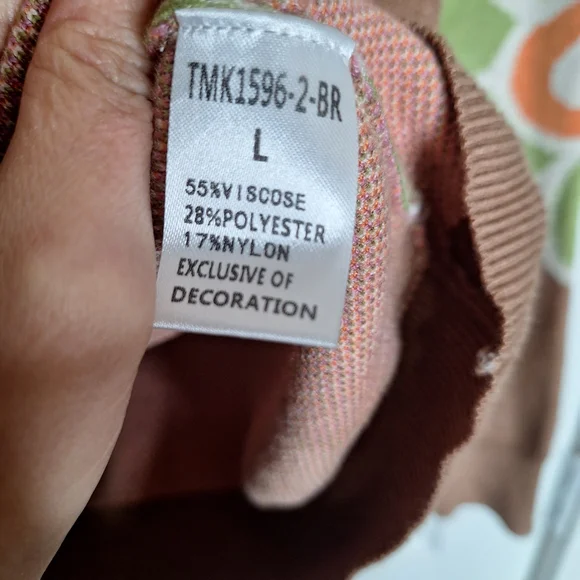 TMK1596-2-BR
L
55%VISCOSE
28%POLYESTER
17%NYLON
EXCLUSIVE OF
DECORATION